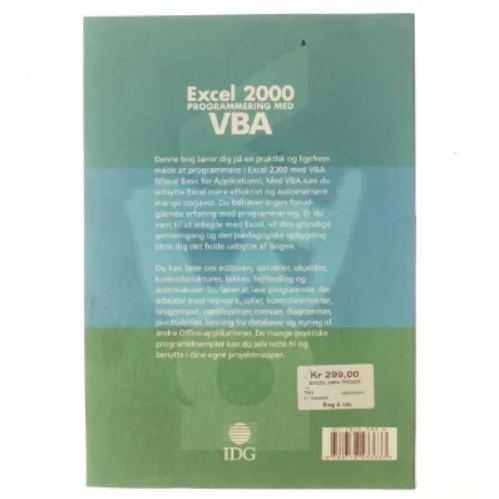 Excel 2000
PROGRAMMERING MED
VBA
Denne bog lærer dig på en praktisk og ligefrem
måde at programmere i Excel 2000 med VBA
(Visual Basic for Applications). Med VBA kan du
udnytte Excel mere effektivt og automatisere
mange opgaver. Du behøver ingen forud-
gående erfaring med programmering. Er du
vant til at arbejde med Excel, vil den grundige
gennemgang og den pædagogiske opbygning
sikre dig det fulde udbytte af bogen.
Du kan læse om editoren, variabler, objekter,
kontrolstrukturer, løkker, fejlfinding og
automakroer. Du lærer at lave programmer, der
arbejder med regneark, celler, kontrolelementer,
brugerinput, værktøjslinjer, menuer, diagrammer,
pivottabeller, læsning fra databaser og styring af
andre Office-applikationer. De mange praktiske
programeksempler kan du selv rette til og
benytte i dine egne projektmapper.
Kr 299,00
EXCEL 2000
Bog & Idé
IDG